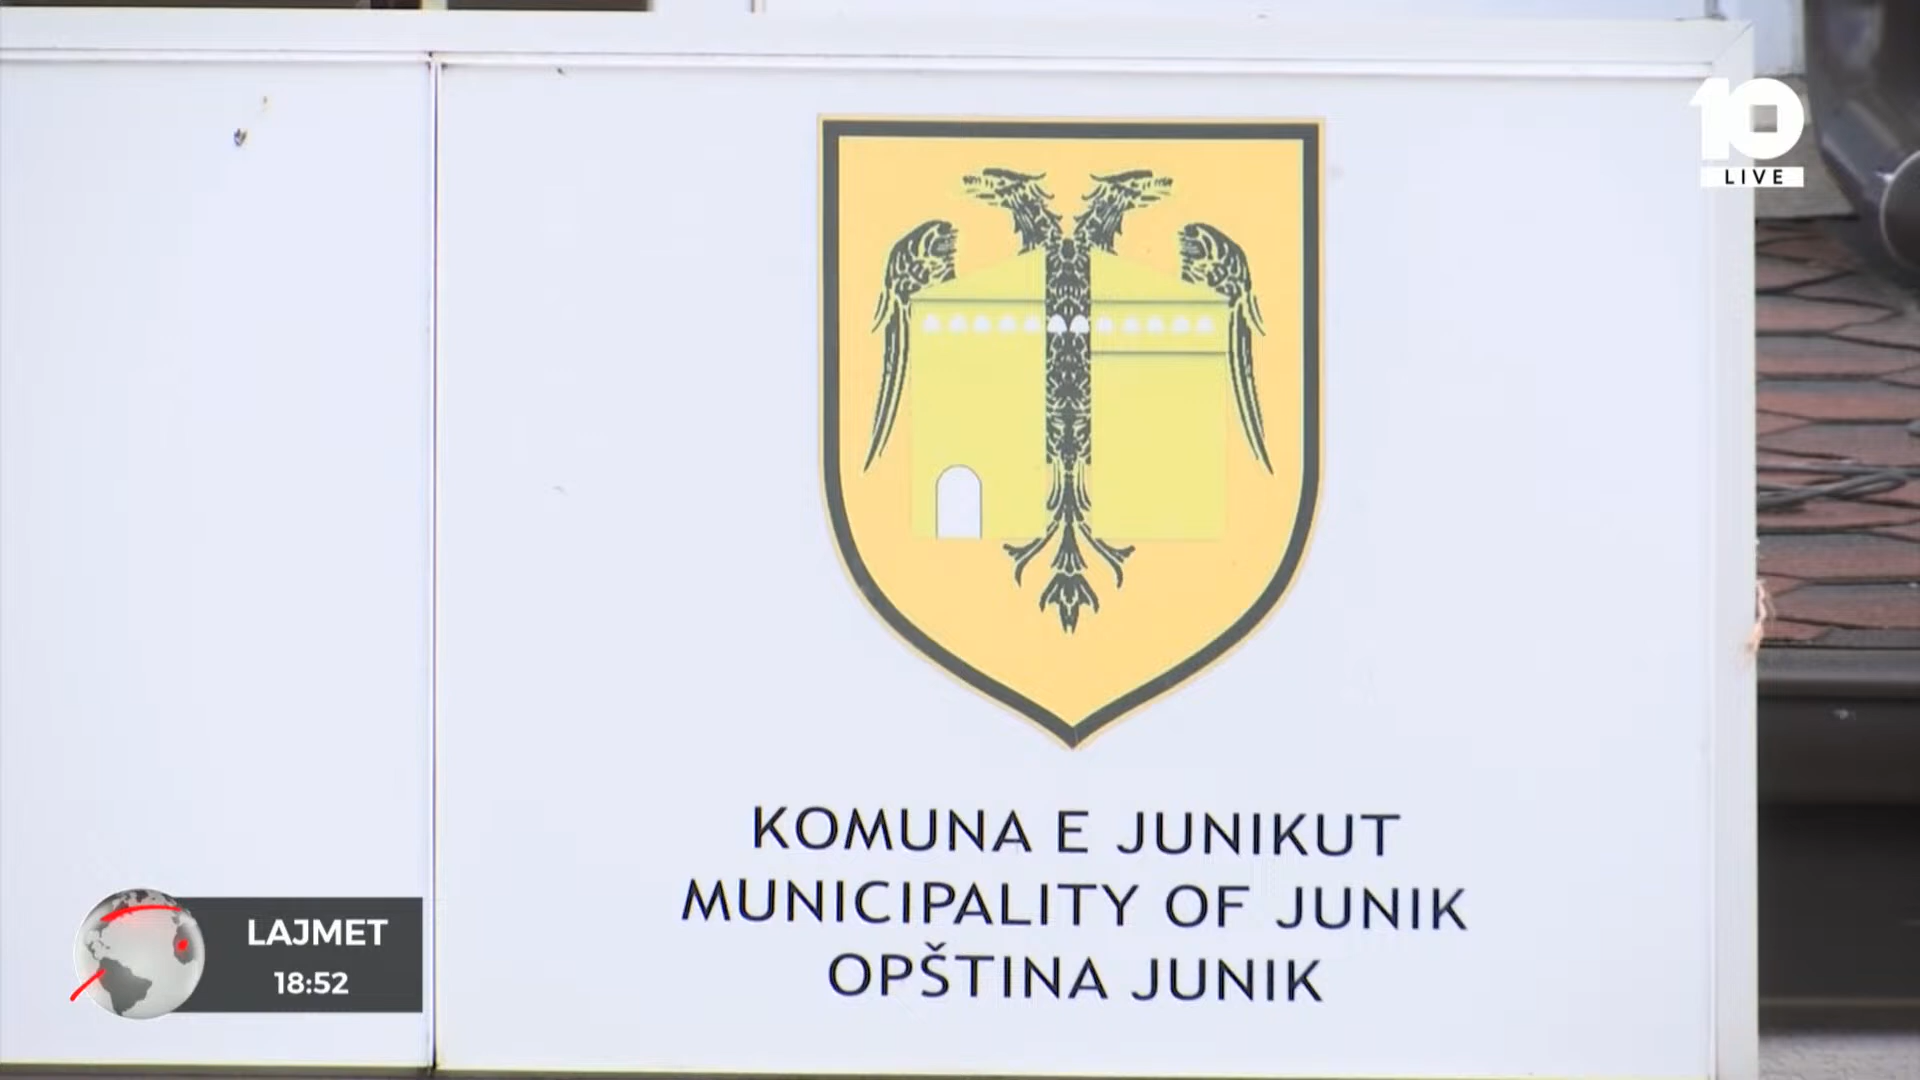 10
LIVE
KOMUNA E JUNIKUT
MUNICIPALITY OF JUNIK
OPŠTINA JUNIK
LAJMET
18:52